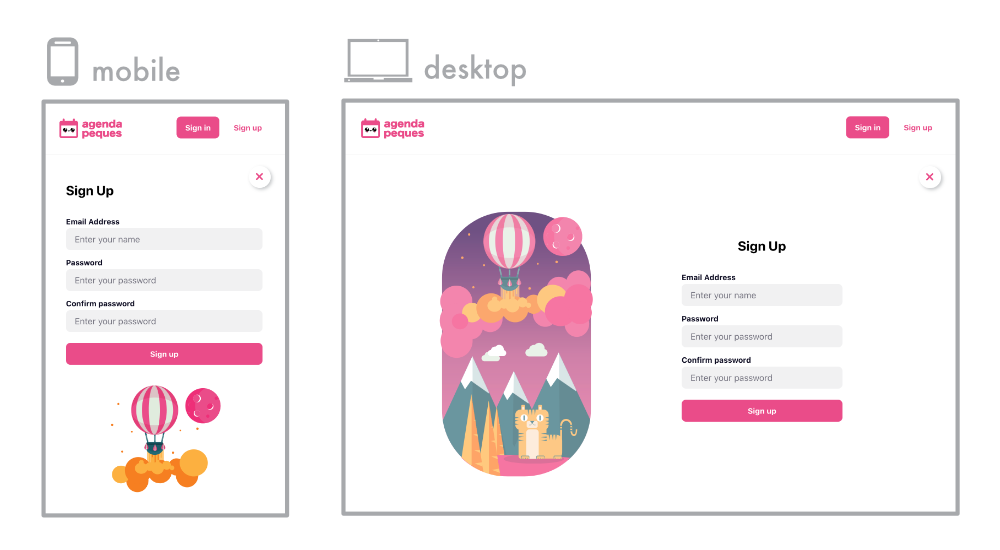 mobile
agenda
peques
Sign in
Sign up
Sign Up
Email Address
Enter your name
Password
Enter your password
Confirm password
Enter your password
Sign up
desktop
agenda
peques
Sign in
Sign up
Sign Up
Email Address
Enter your name
Password
Enter your password
Confirm password
Enter your password
Sign up